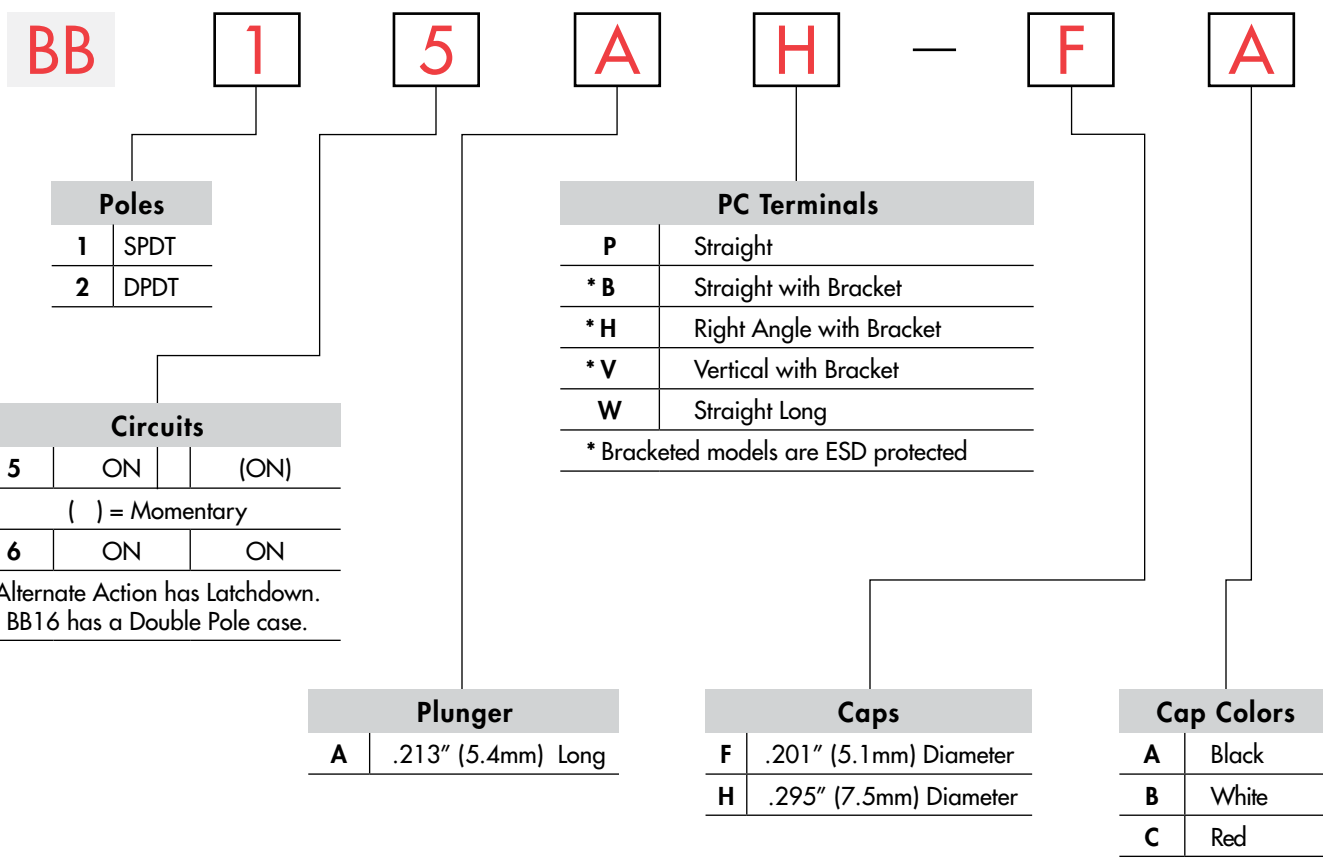 BB 1 5 A H — F A
Poles
1 SPDT
2 DPDT
PC Terminals
P Straight
* B Straight with Bracket
* H Right Angle with Bracket
* V Vertical with Bracket
W Straight Long
* Bracketed models are ESD protected
Circuits
5 ON (ON)
( ) = Momentary
6 ON ON
Alternate Action has Latchdown.
BB16 has a Double Pole case.
Plunger
A .213" (5.4mm) Long
Caps
F .201" (5.1mm) Diameter
H .295" (7.5mm) Diameter
Cap Colors
A Black
B White
C Red